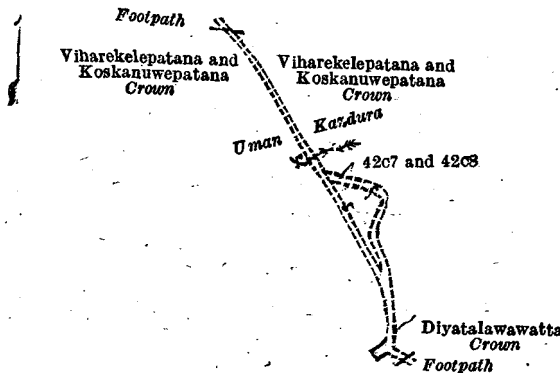 Footpath
Viharekelepatana and
Koskanuwepatana
Crown
Viharekelepatana and
Koskanuwepatana
Crown
Uman Kandura
42c7 and 42c8
Diyatalawawatta
Crown
Footpath